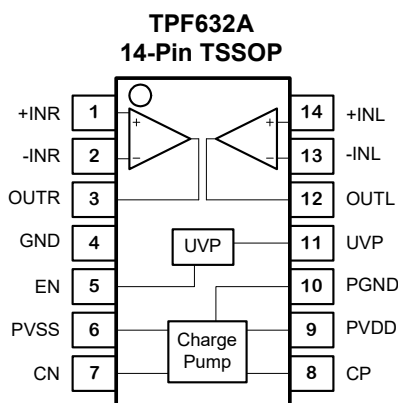 TPF632A
14-Pin TSSOP
+INR 1 + + 14 +INL
-INR 2 − − 13 -INL
OUTR 3 12 OUTL
GND 4 UVP 11 UVP
EN 5 10 PGND
PVSS 6 Charge 9 PVDD
CN 7 Pump 8 CP